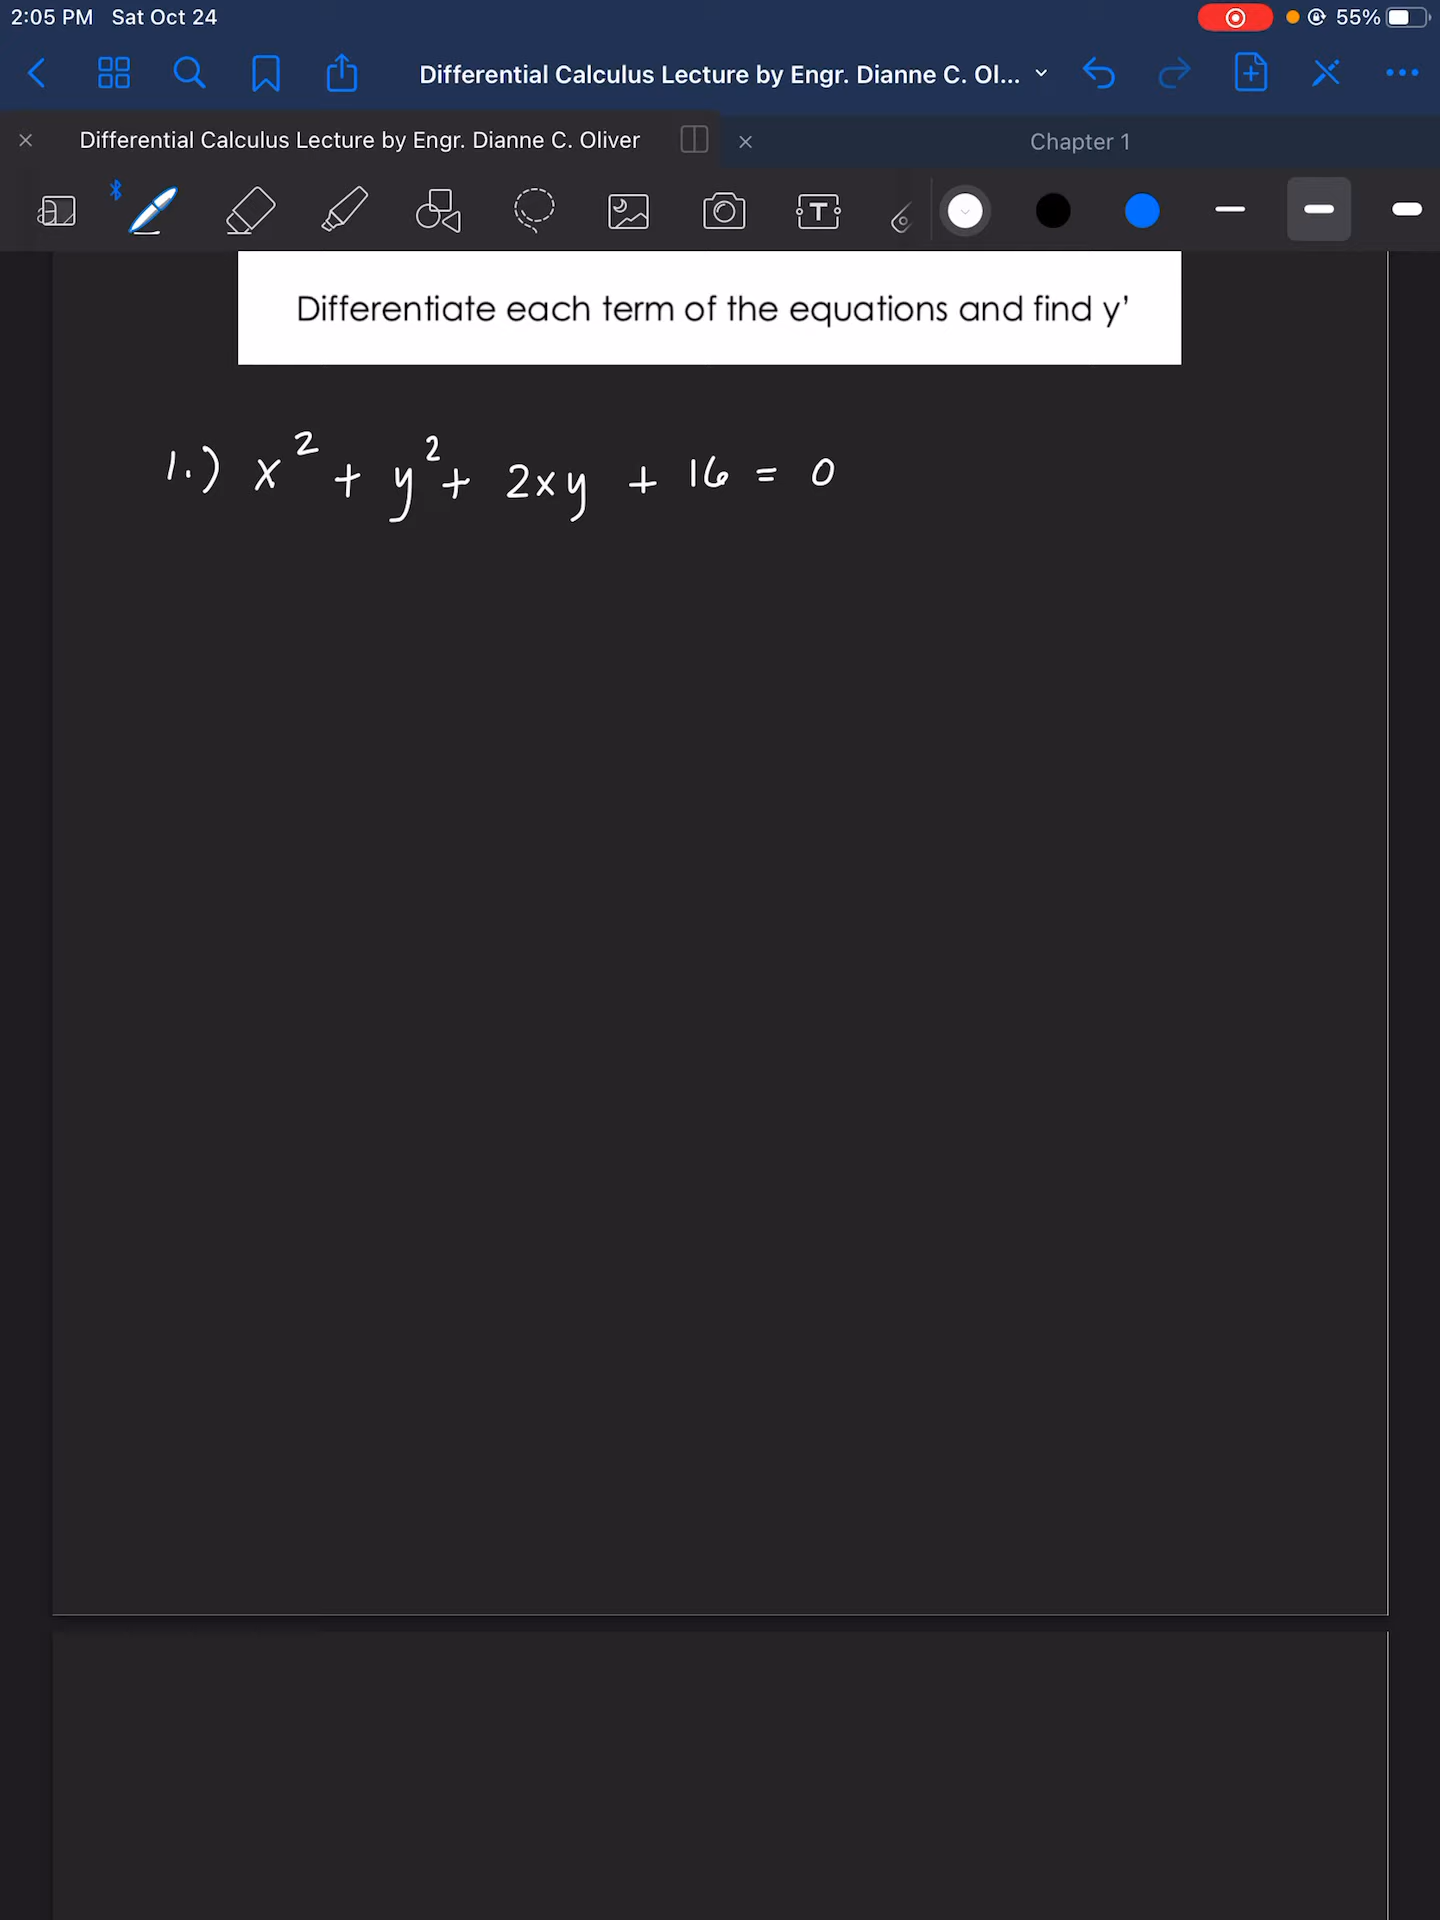 2:05 PM Sat Oct 24 55%
Differential Calculus Lecture by Engr. Dianne C. Ol...
Differential Calculus Lecture by Engr. Dianne C. Oliver Chapter 1
Differentiate each term of the equations and find y'
1.) x² + y² + 2xy + 16 = 0